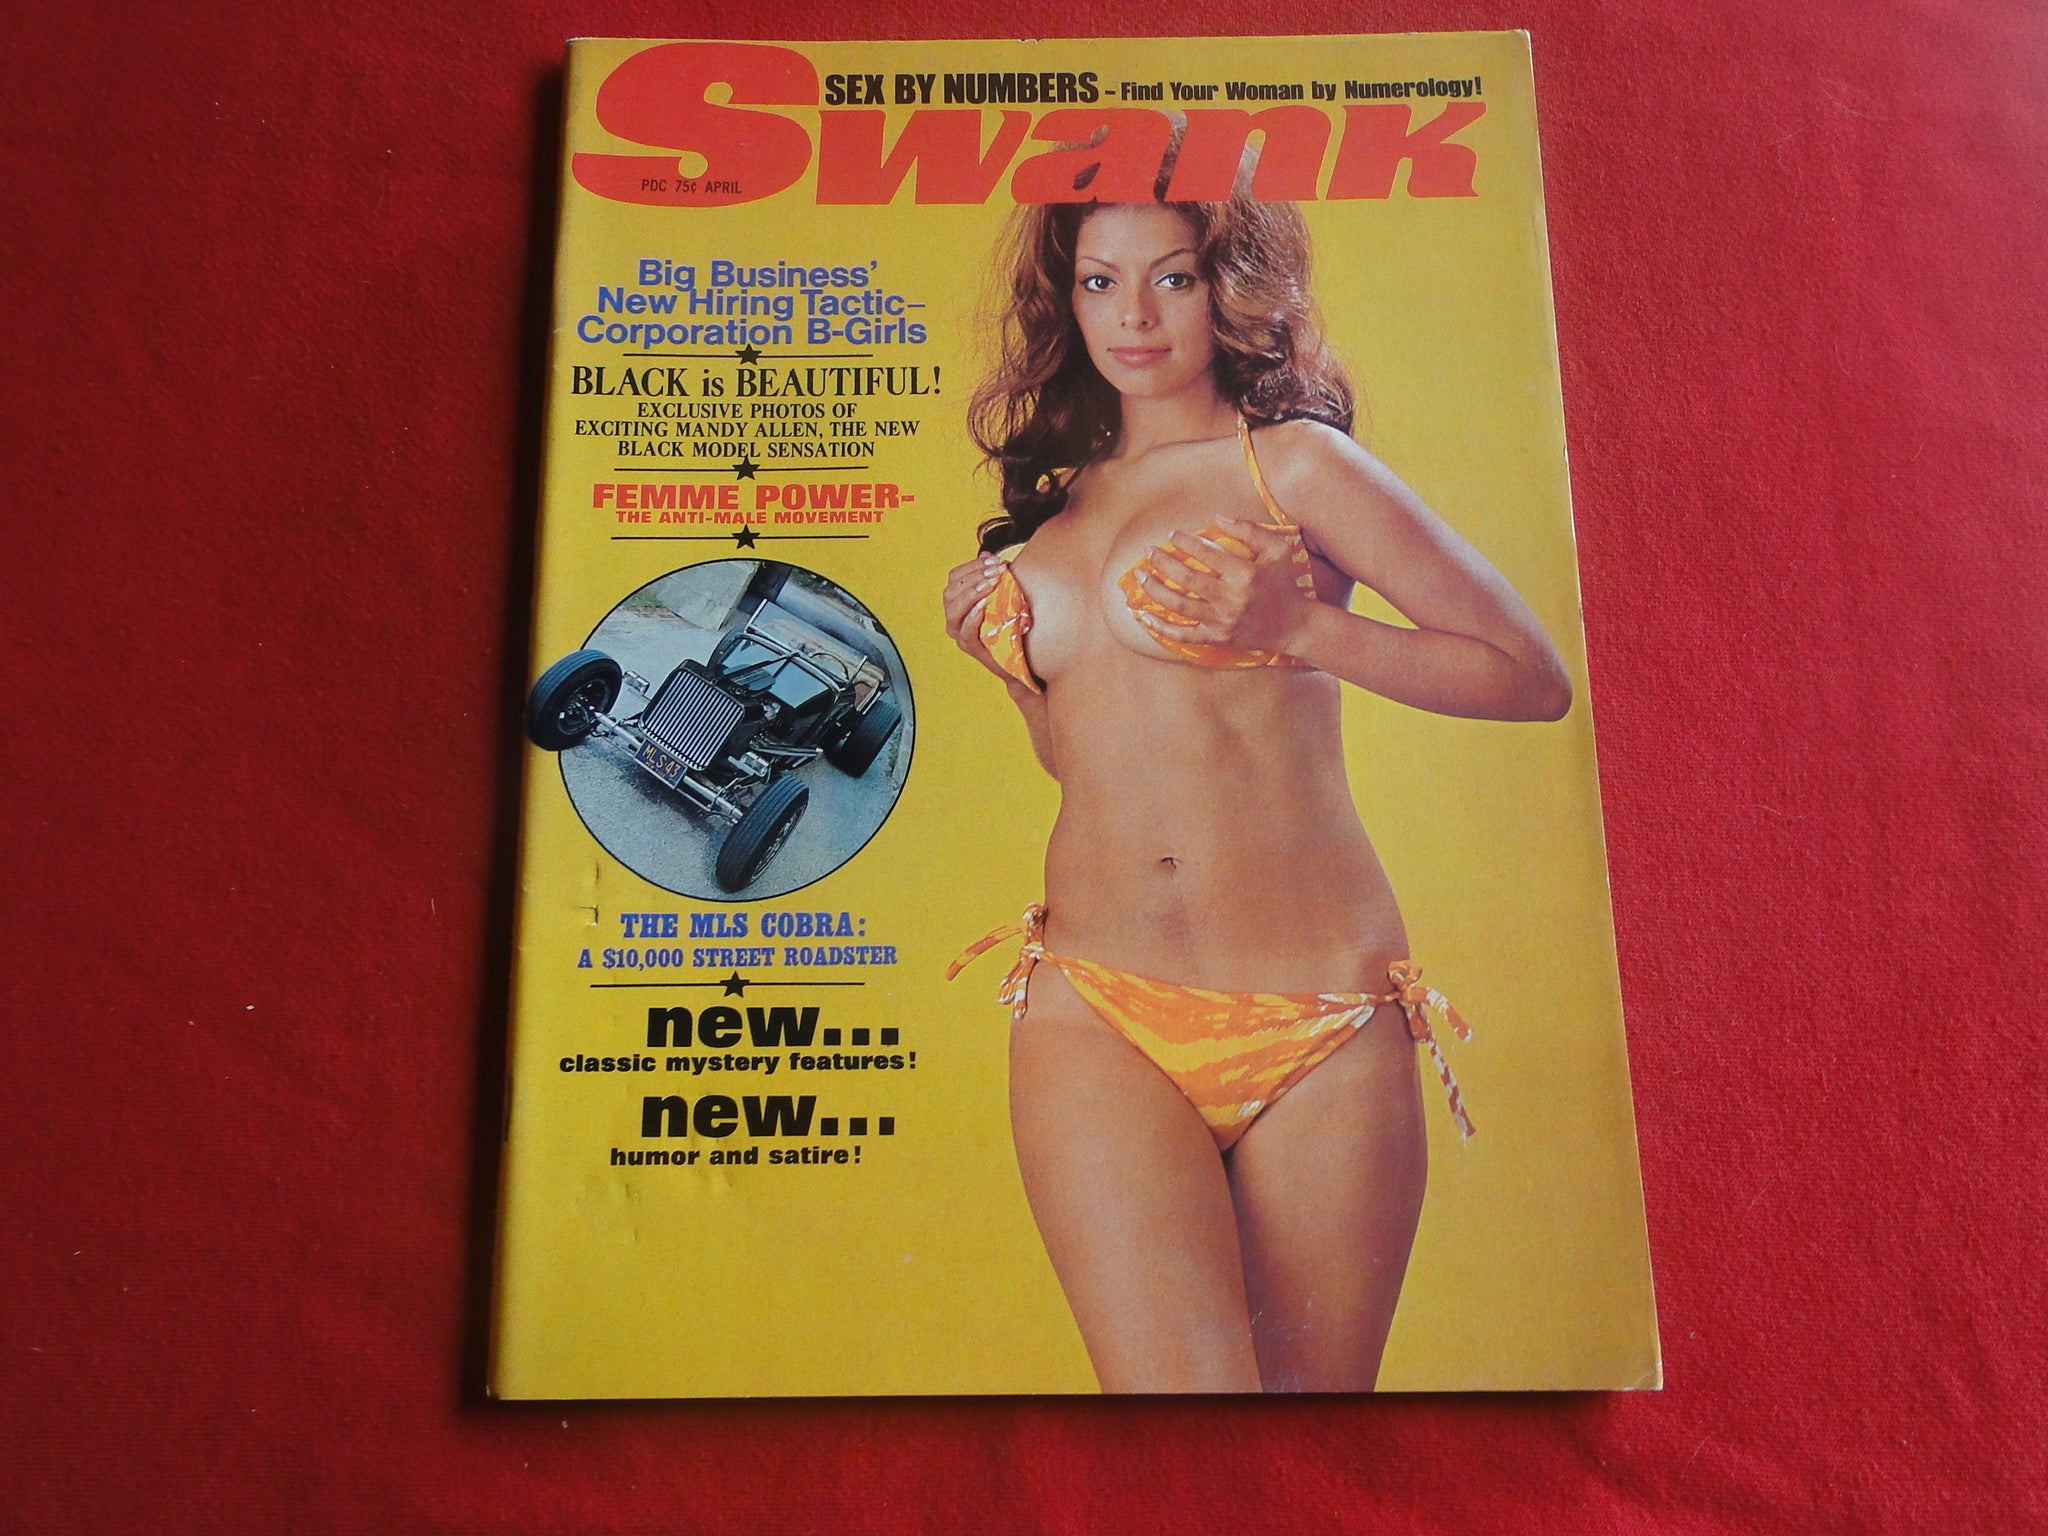 SEX BY NUMBERS – Find Your Woman by Numerology!
Swank
PDC 75¢ APRIL
Big Business'
New Hiring Tactic–
Corporation B-Girls
BLACK is BEAUTIFUL!
EXCLUSIVE PHOTOS OF
EXCITING MANDY ALLEN, THE NEW
BLACK MODEL SENSATION
FEMME POWER-
THE ANTI-MALE MOVEMENT
MLS 43
THE MLS COBRA:
A $10,000 STREET ROADSTER
new...
classic mystery features!
new...
humor and satire!